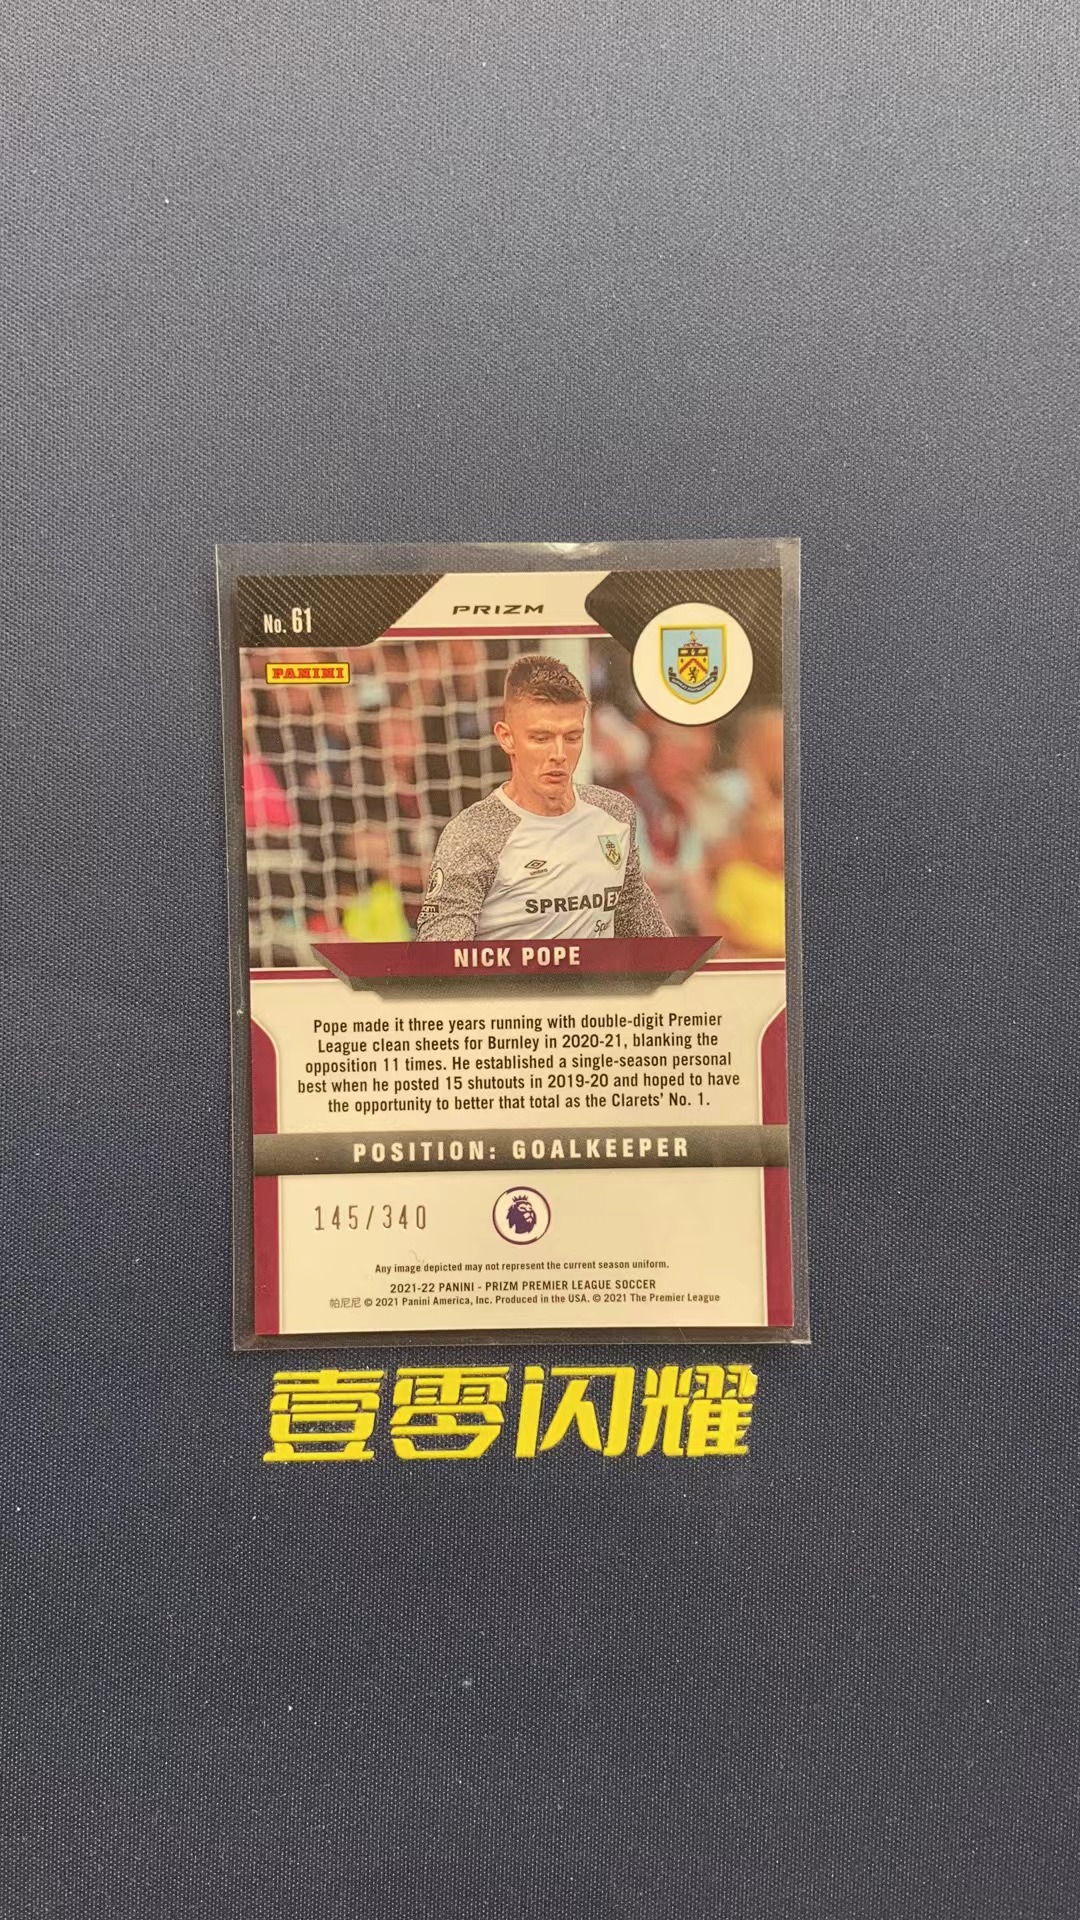 No. 61
PRIZM
PANINI
umbro
SPREADEX
NICK POPE
Pope made it three years running with double-digit Premier
League clean sheets for Burnley in 2020-21, blanking the
opposition 11 times. He established a single-season personal
best when he posted 15 shutouts in 2019-20 and hoped to have
the opportunity to better that total as the Clarets' No. 1.
POSITION: GOALKEEPER
145/340
Any image depicted may not represent the current season uniform.
2021-22 PANINI - PRIZM PREMIER LEAGUE SOCCER
帕尼尼 © 2021 Panini America, Inc. Produced in the USA. © 2021 The Premier League
壹零闪耀